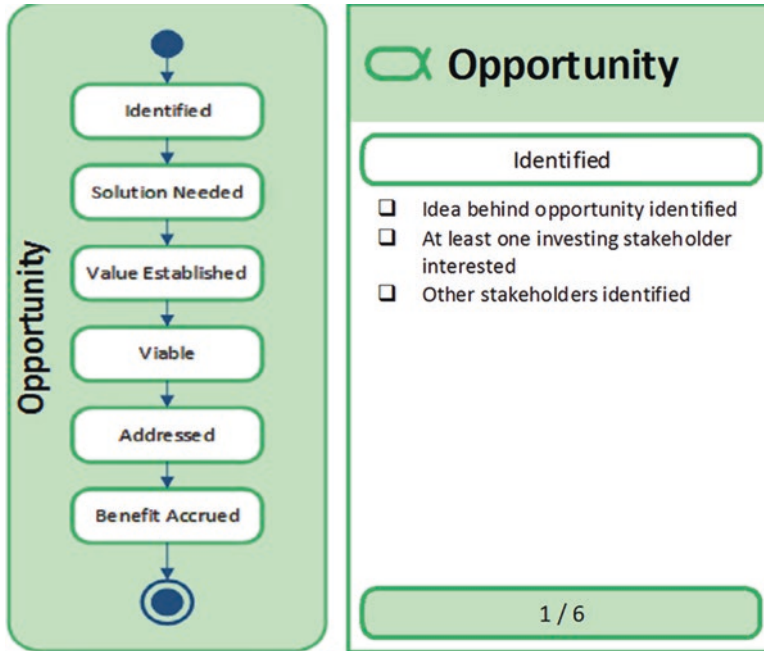 Opportunity
Identified
Solution Needed
Value Established
Viable
Addressed
Benefit Accrued
Opportunity
Identified
❑ Idea behind opportunity identified
❑ At least one investing stakeholder
interested
❑ Other stakeholders identified
1 / 6